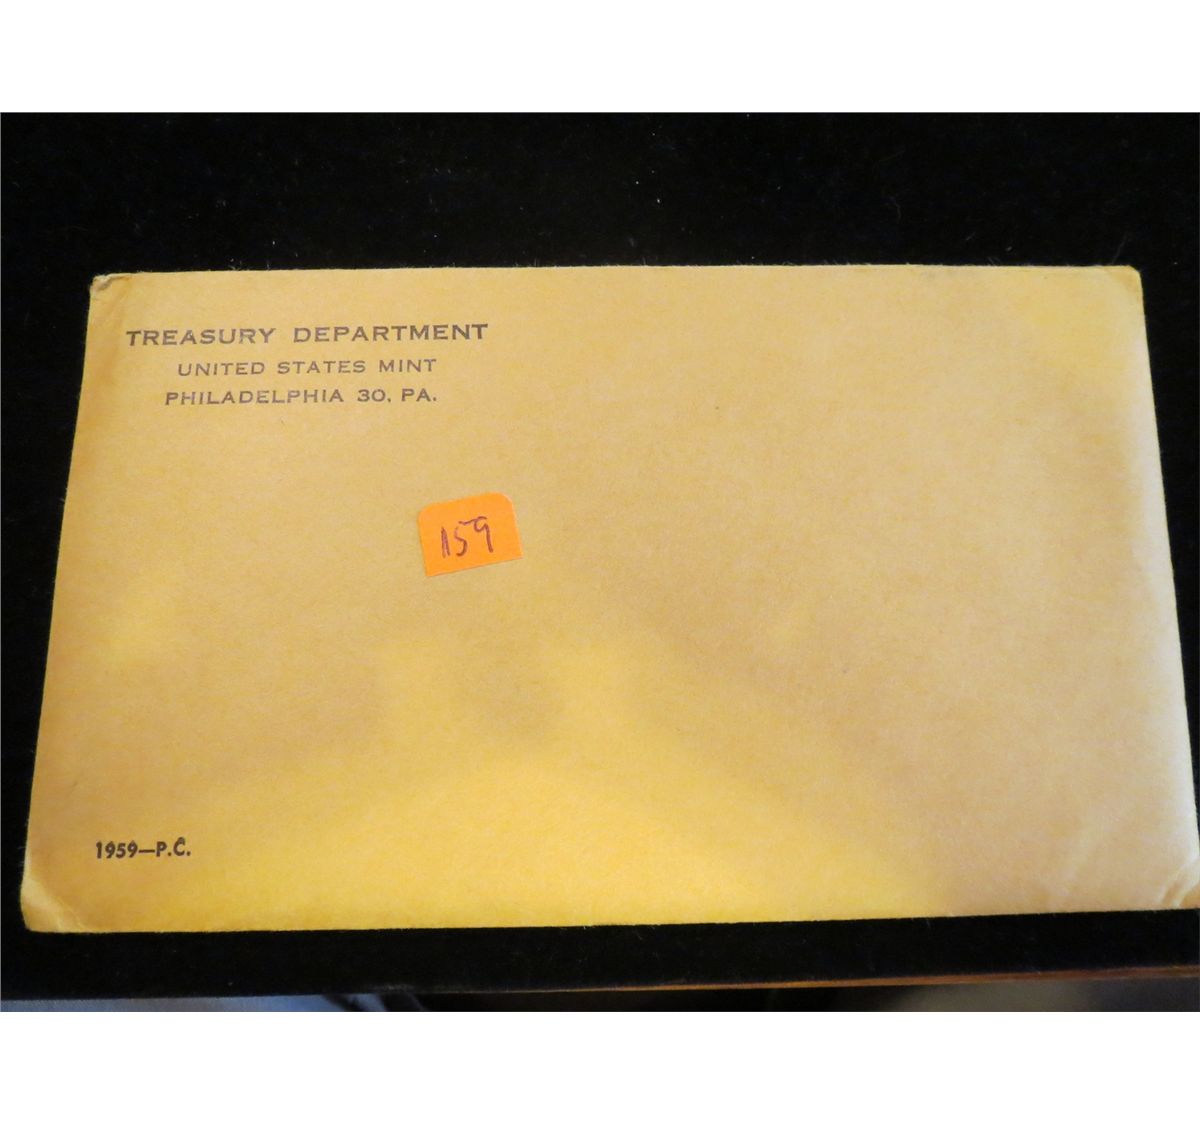 TREASURY DEPARTMENT
UNITED STATES MINT
PHILADELPHIA 30, PA.
159
1959—P.C.